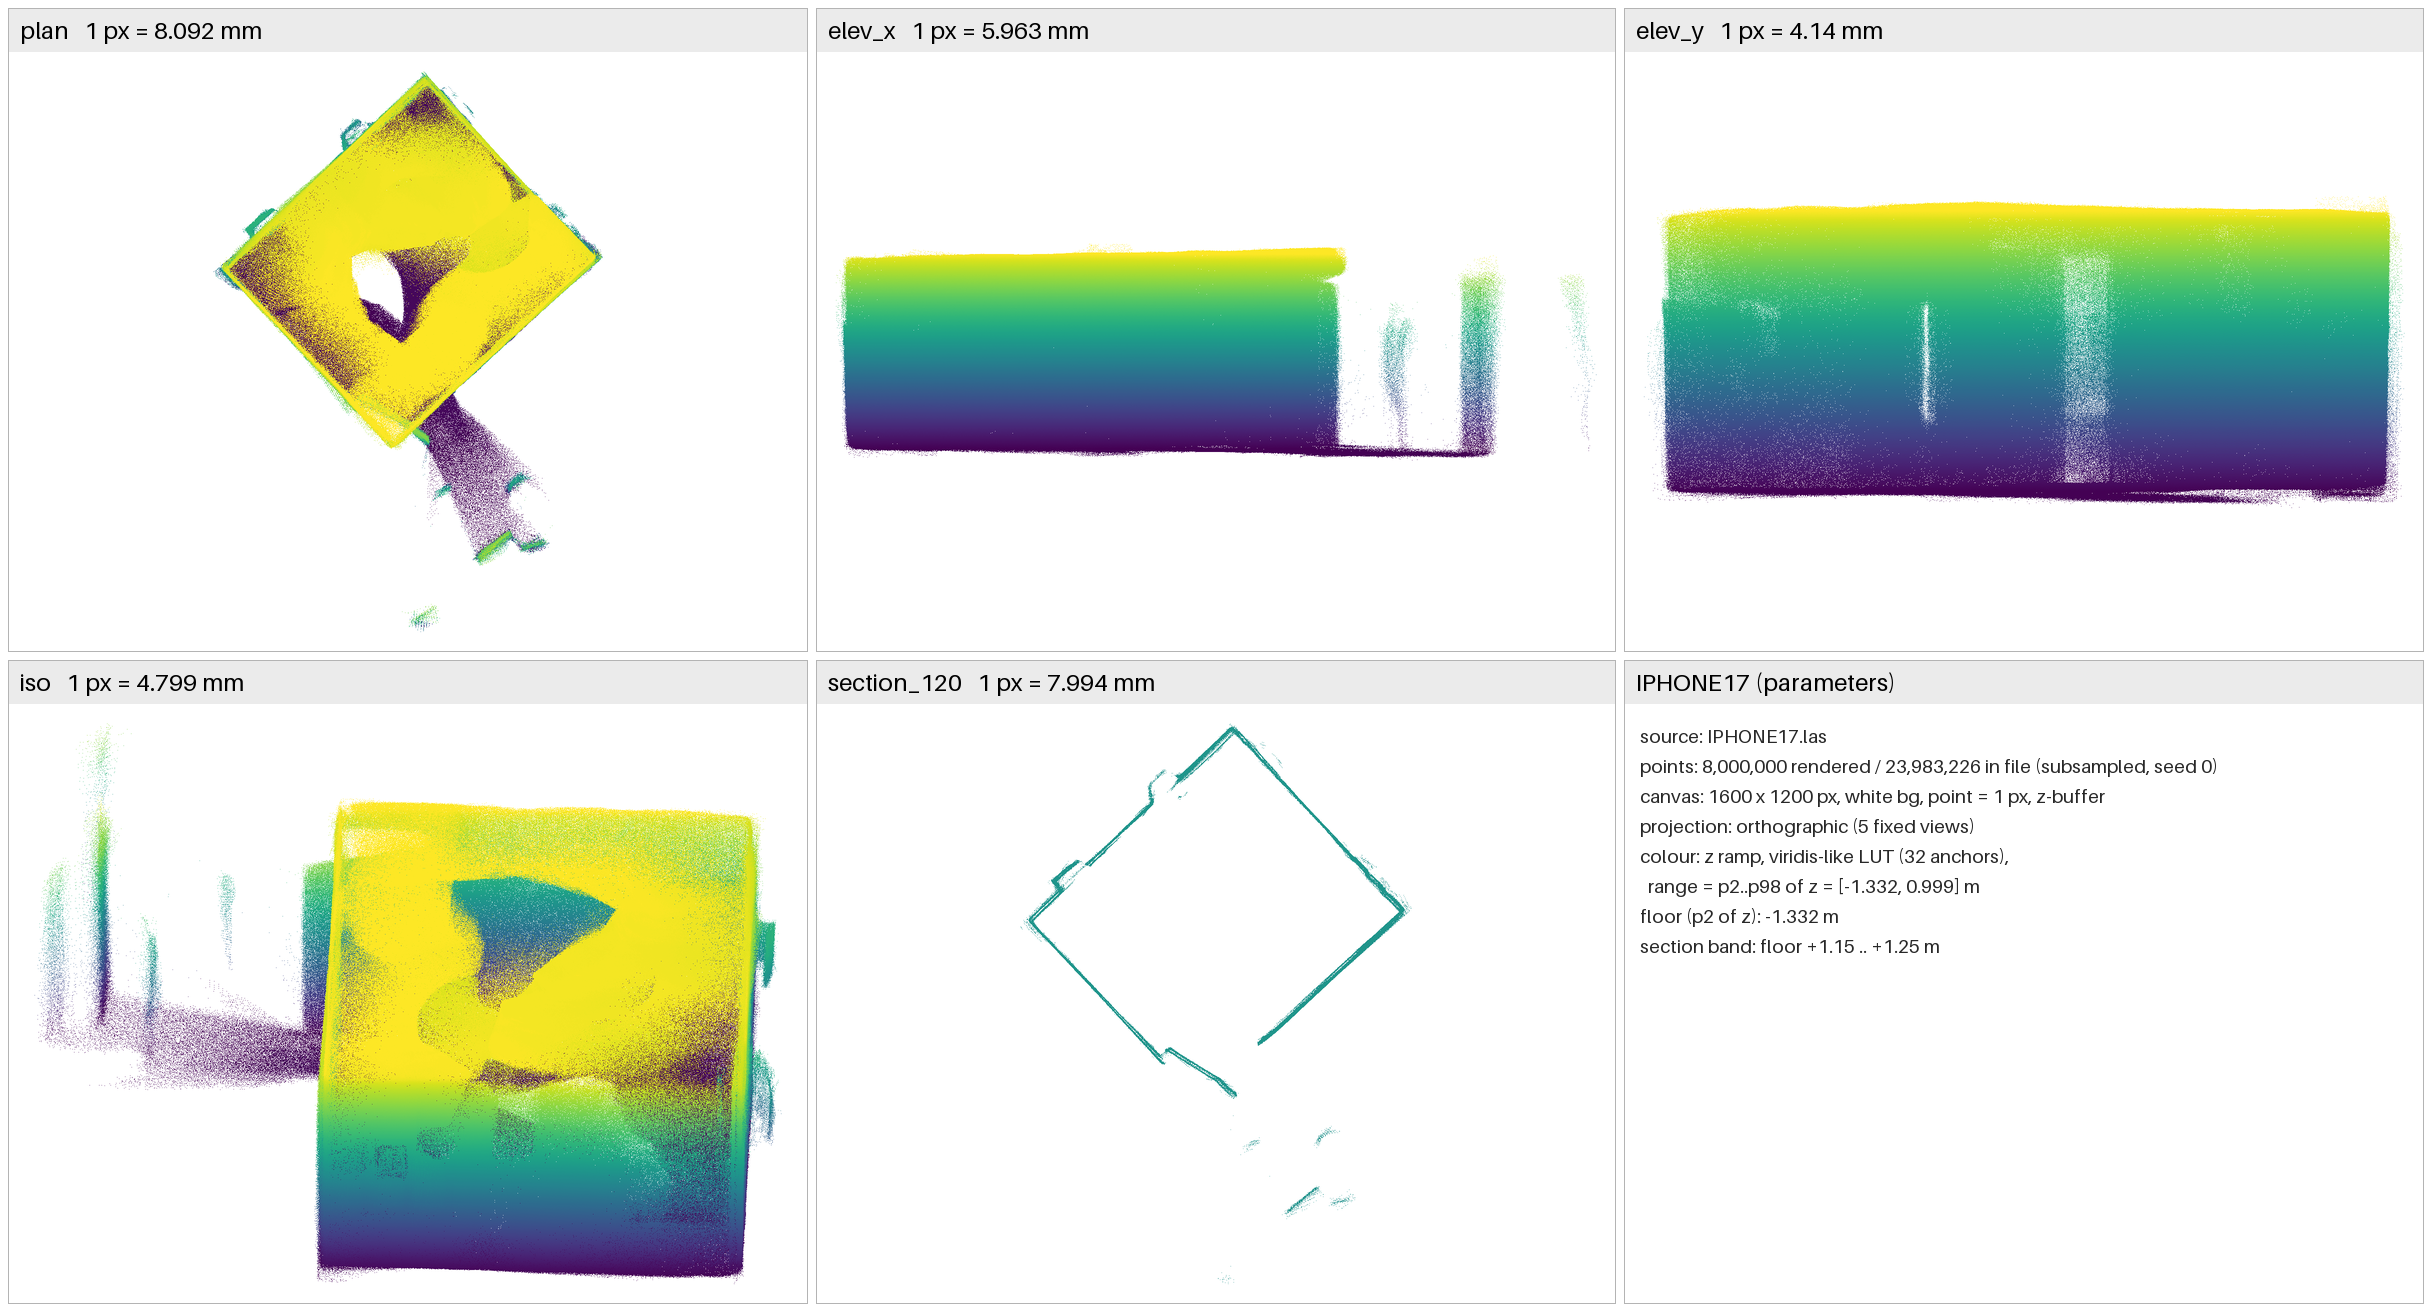 plan   1 px = 8.092 mm
elev_x   1 px = 5.963 mm
elev_y   1 px = 4.14 mm
iso   1 px = 4.799 mm
section_120   1 px = 7.994 mm
IPHONE17 (parameters)
source: IPHONE17.las
points: 8,000,000 rendered / 23,983,226 in file (subsampled, seed 0)
canvas: 1600 x 1200 px, white bg, point = 1 px, z-buffer
projection: orthographic (5 fixed views)
colour: z ramp, viridis-like LUT (32 anchors),
range = p2..p98 of z = [-1.332, 0.999] m
floor (p2 of z): -1.332 m
section band: floor +1.15 .. +1.25 m